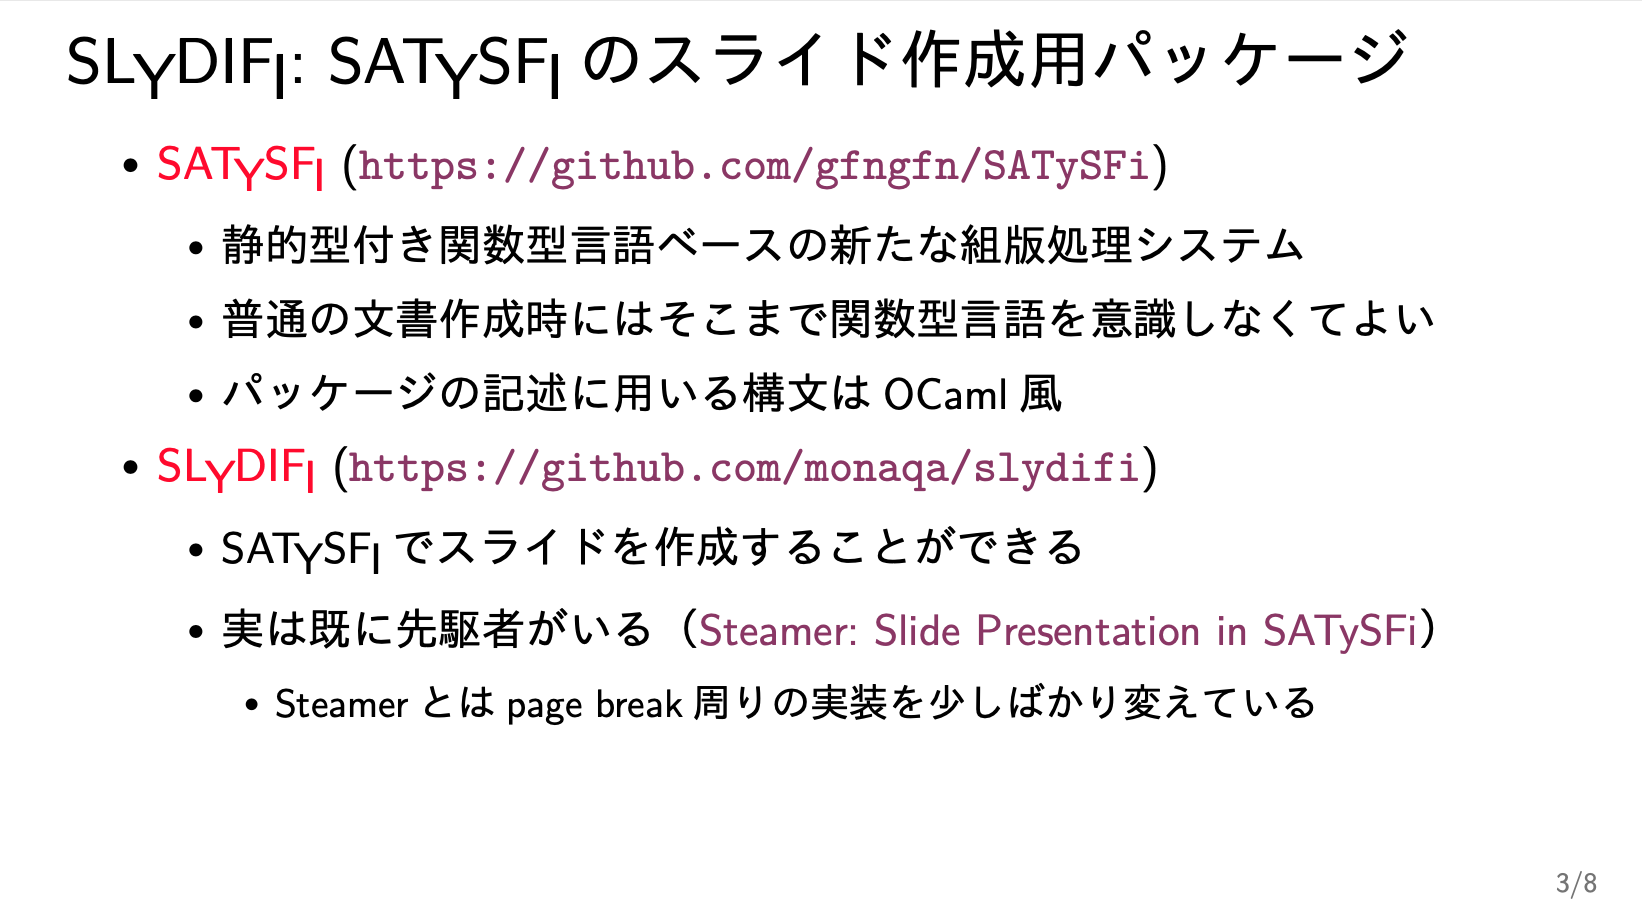 SLYDIFI: SATYSFI のスライド作成用パッケージ
• SATYSFI (https://github.com/gfngfn/SATySFi)
• 静的型付き関数型言語ベースの新たな組版処理システム
• 普通の文書作成時にはそこまで関数型言語を意識しなくてよい
• パッケージの記述に用いる構文は OCaml 風
• SLYDIFI (https://github.com/monaqa/slydifi)
• SATYSFI でスライドを作成することができる
• 実は既に先駆者がいる（Steamer: Slide Presentation in SATySFi）
• Steamer とは page break 周りの実装を少しばかり変えている
3/8